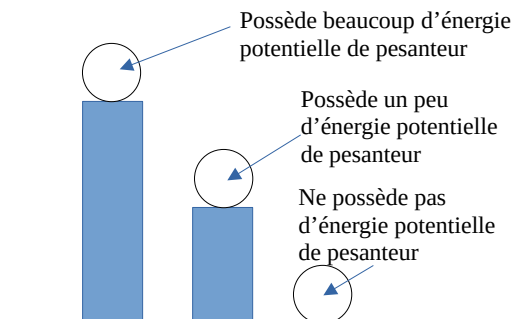 Possède beaucoup d’énergie
potentielle de pesanteur
Possède un peu
d’énergie potentielle
de pesanteur
Ne possède pas
d’énergie potentielle
de pesanteur